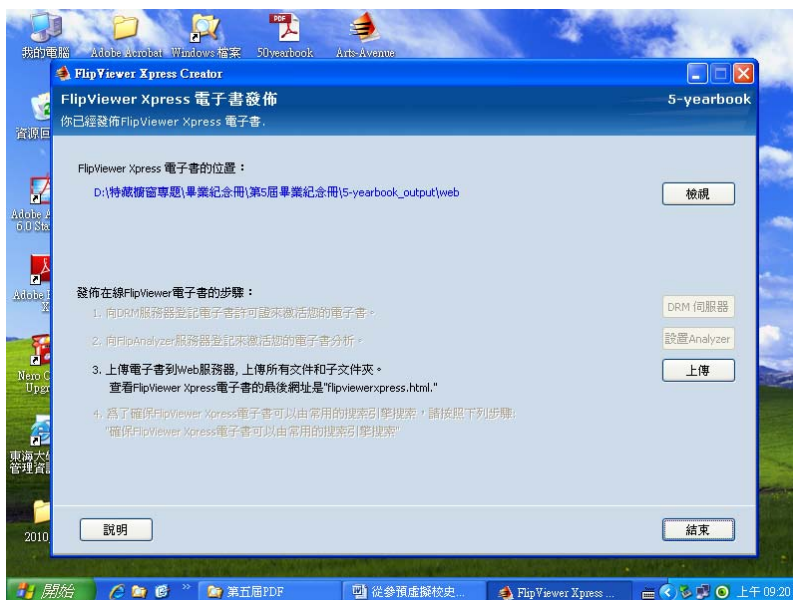 我的電腦
Adobe Acrobat
Windows檔案
50yearbook
Arts-Avenue
FlipViewer Xpress Creator
FlipViewer Xpress 電子書發佈
5-yearbook
你已經發佈FlipViewer Xpress 電子書.
資源回
FlipViewer Xpress 電子書的位置：
D:\特藏櫥窗專題\畢業紀念冊\第5屆畢業紀念冊\5-yearbook_output\web
檢視
Adobe A
6.0 Sta
發佈在線FlipViewer電子書的步驟：
Adobe
1. 向DRM服務器登記電子書許可證來激活您的電子書。
DRM 伺服器
2. 向FlipAnalyzer服務器登記來激活您的電子書分析。
設置Analyzer
3. 上傳電子書到Web服務器, 上傳所有文件和子文件夾。
上傳
查看FlipViewer Xpress電子書的最後網址是"flipviewerxpress.html."
Nero
Upgr
4. 爲了確保FlipViewer Xpress電子書可以由常用的搜索引擎搜索，請按照下列步驟:
"確保FlipViewer Xpress電子書可以由常用的搜索引擎搜索"
東海大
管理資
2010
說明
結束
開始
第五屆PDF
從參預虛擬校史...
FlipViewer Xpress ...
上午 09:20